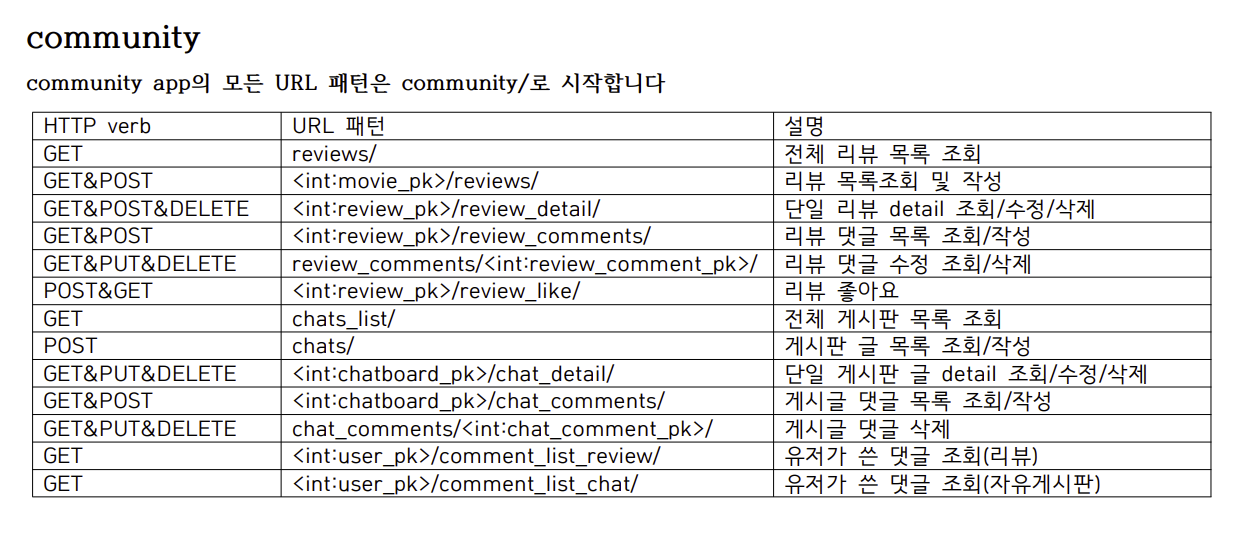 community
community app의 모든 URL 패턴은 community/로 시작합니다
HTTP verb URL 패턴 설명
GET reviews/ 전체 리뷰 목록 조회
GET&POST <int:movie_pk>/reviews/ 리뷰 목록조회 및 작성
GET&POST&DELETE <int:review_pk>/review_detail/ 단일 리뷰 detail 조회/수정/삭제
GET&POST <int:review_pk>/review_comments/ 리뷰 댓글 목록 조회/작성
GET&PUT&DELETE review_comments/<int:review_comment_pk>/ 리뷰 댓글 수정 조회/삭제
POST&GET <int:review_pk>/review_like/ 리뷰 좋아요
GET chats_list/ 전체 게시판 목록 조회
POST chats/ 게시판 글 목록 조회/작성
GET&PUT&DELETE <int:chatboard_pk>/chat_detail/ 단일 게시판 글 detail 조회/수정/삭제
GET&POST <int:chatboard_pk>/chat_comments/ 게시글 댓글 목록 조회/작성
GET&PUT&DELETE chat_comments/<int:chat_comment_pk>/ 게시글 댓글 삭제
GET <int:user_pk>/comment_list_review/ 유저가 쓴 댓글 조회(리뷰)
GET <int:user_pk>/comment_list_chat/ 유저가 쓴 댓글 조회(자유게시판)